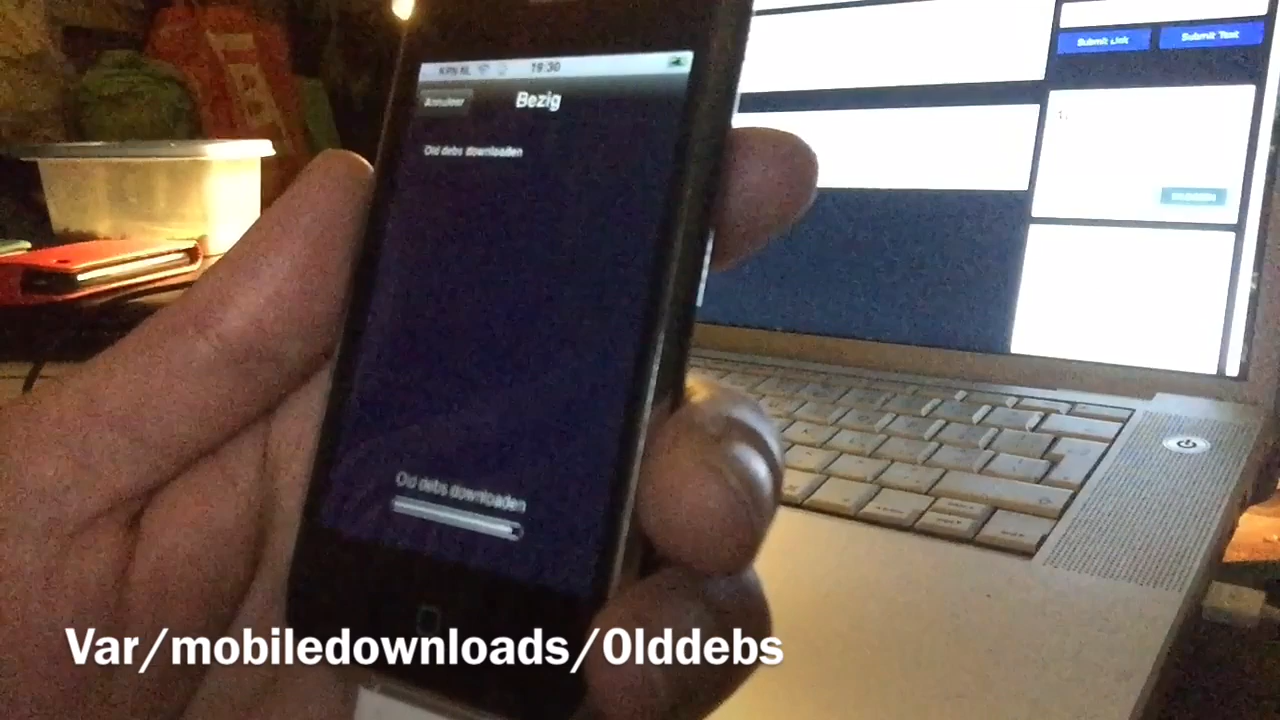 KPN NL 19:30
Annuleer Bezig
Old debs downloaden
Old debs downloaden
Submit Link Submit Text
Var/mobiledownloads/Olddebs